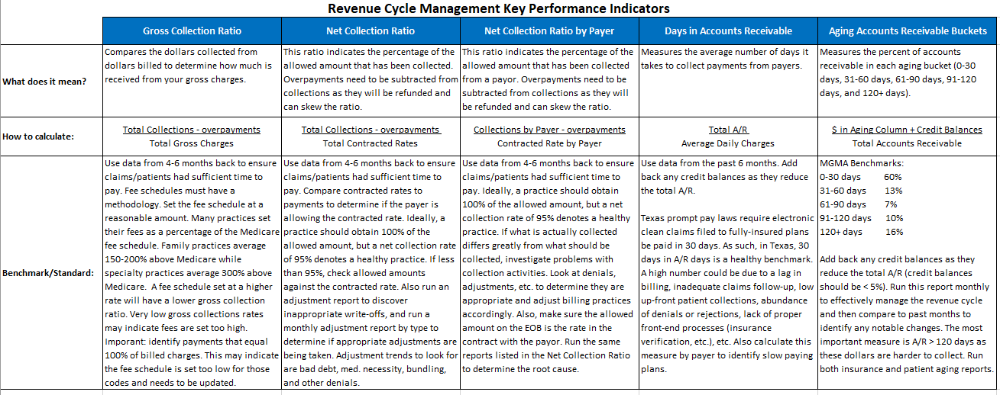 Revenue Cycle Management Key Performance Indicators
Gross Collection Ratio
Net Collection Ratio
Net Collection Ratio by Payer
Days in Accounts Receivable
Aging Accounts Receivable Buckets
What does it mean?
Compares the dollars collected from
dollars billed to determine how much is
received from your gross charges.
This ratio indicates the percentage of the
allowed amount that has been collected.
Overpayments need to be subtracted from
collections as they will be refunded and
can skew the ratio.
This ratio indicates the percentage of the
allowed amount that has been collected
from a payor. Overpayments need to be
subtracted from collections as they will
be refunded and can skew the ratio.
Measures the average number of days it
takes to collect payments from payers.
Measures the percent of accounts
receivable in each aging bucket (0-30
days, 31-60 days, 61-90 days, 91-120
days, and 120+ days).
How to calculate:
Total Collections - overpayments
Total Gross Charges
Total Collections - overpayments
Total Contracted Rates
Collections by Payer - overpayments
Contracted Rate by Payer
Total A/R
Average Daily Charges
$ in Aging Column + Credit Balances
Total Accounts Receivable
Benchmark/Standard:
Use data from 4-6 months back to ensure
claims/patients had sufficient time to
pay. Fee schedules must have a
methodology. Set the fee schedule at a
reasonable amount. Many practices set
their fees as a percentage of the Medicare
fee schedule. Family practices average
150-200% above Medicare while
specialty practices average 300% above
Medicare.  A fee schedule set at a higher
rate will have a lower gross collection
ratio. Very low gross collections rates
may indicate fees are set too high.
Imporant: identify payments that equal
100% of billed charges. This may indicate
the fee schedule is set too low for those
codes and needs to be updated.
Use data from 4-6 months back to ensure
claims/patients had sufficient time to
pay. Compare contracted rates to
payments to determine if the payer is
allowing the contracted rate. Ideally, a
practice should obtain 100% of the
allowed amount, but a net collection rate
of 95% denotes a healthy practice. If less
than 95%, check allowed amounts
against the contracted rate. Also run an
adjustment report to discover
inappropriate write-offs, and run a
monthly adjustment report by type to
determine if appropriate adjustments are
being taken. Adjustment trends to look for
are bad debt, med. necessity, bundling,
and other denials.
Use data from 4-6 months back to ensure
claims/patients had sufficient time to
pay. Ideally, a practice should obtain
100% of the allowed amount, but a net
collection rate of 95% denotes a healthy
practice. If what is actually collected
differs greatly from what should be
collected, investigate problems with
collection activities. Look at denials,
adjustments, etc. to determine they are
appropriate and adjust billing practices
accordingly. Also, make sure the allowed
amount on the EOB is the rate in the
contract with the payor. Run the same
reports listed in the Net Collection Ratio
to determine the root cause.
Use data from the past 6 months. Add
back any credit balances as they reduce
the total A/R.
Texas prompt pay laws require electronic
clean claims filed to fully-insured plans
be paid in 30 days. As such, in Texas, 30
days in A/R days is a healthy benchmark.
A high number could be due to a lag in
billing, inadequate claims follow-up, low
up-front patient collections, abundance
of denials or rejections, lack of proper
front-end processes (insurance
verification, etc.), etc. Also calculate this
measure by payer to identify slow paying
plans.
MGMA Benchmarks:
0-30 days 60%
31-60 days 13%
61-90 days 7%
91-120 days 10%
120+ days 16%
Add back any credit balances as they
reduce the total A/R (credit balances
should be < 5%). Run this report monthly
to effectively manage the revenue cycle
and then compare to past months to
identify any notable changes. The most
important measure is A/R > 120 days as
these dollars are harder to collect. Run
both insurance and patient aging reports.